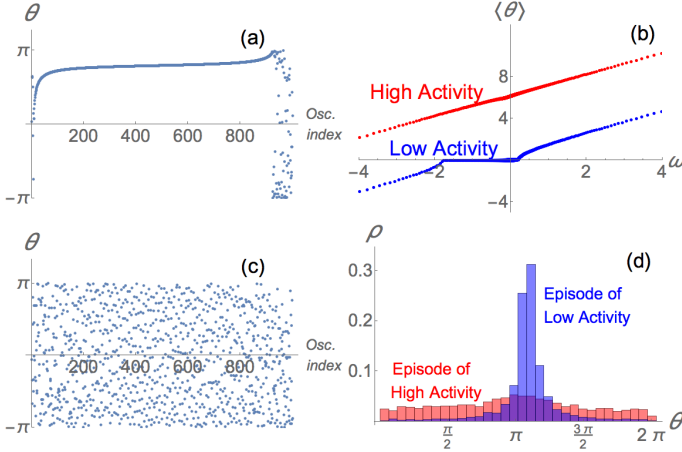 θ
(a)
π
Osc.
200 400 600 800
index
-π
⟨θ⟩
(b)
8
High Activity
4
Low Activity
-4 -2 2 4
ω
-4
θ
(c)
π
Osc.
200 400 600 800
index
-π
ρ
(d)
0.3
Episode of
Low Activity
0.2
Episode of
High Activity
0.1
π/2 π 3π/2 2π
θ